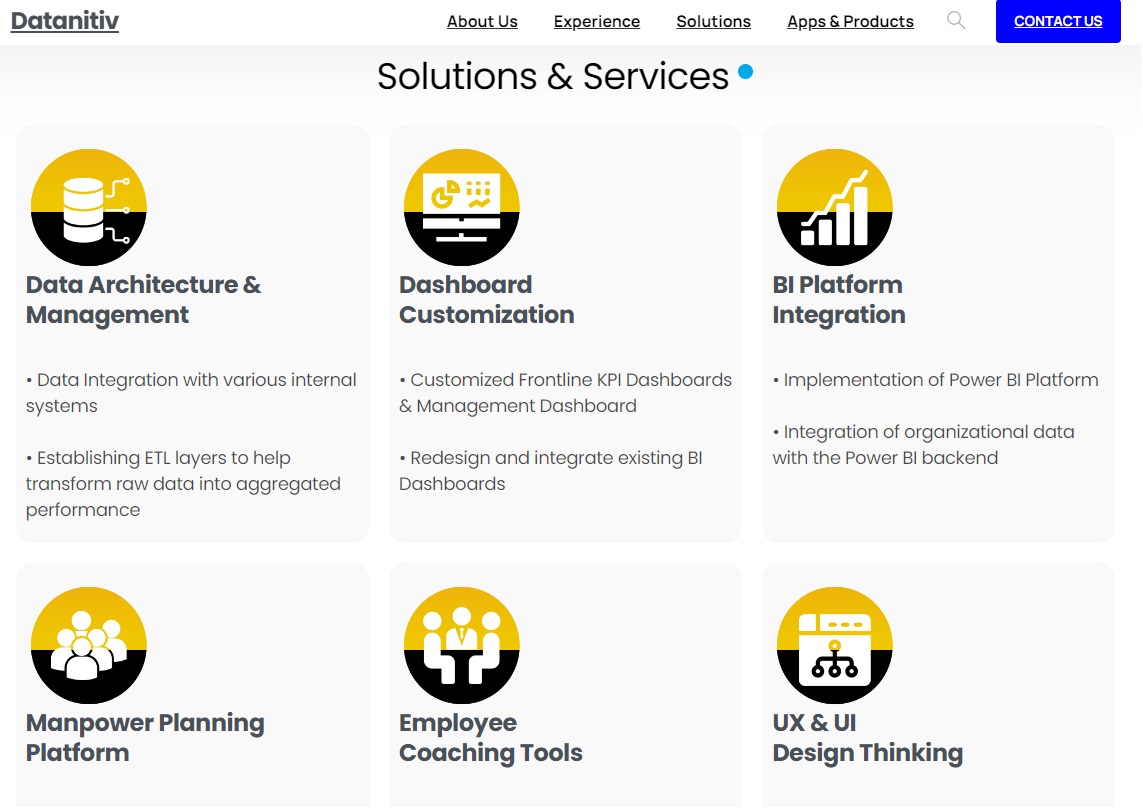 Datanitiv
About Us Experience Solutions Apps & Products CONTACT US
Solutions & Services
Data Architecture &
Management
• Data Integration with various internal
systems
• Establishing ETL layers to help
transform raw data into aggregated
performance
Dashboard
Customization
• Customized Frontline KPI Dashboards
& Management Dashboard
• Redesign and integrate existing BI
Dashboards
BI Platform
Integration
• Implementation of Power BI Platform
• Integration of organizational data
with the Power BI backend
Manpower Planning
Platform
Employee
Coaching Tools
UX & UI
Design Thinking